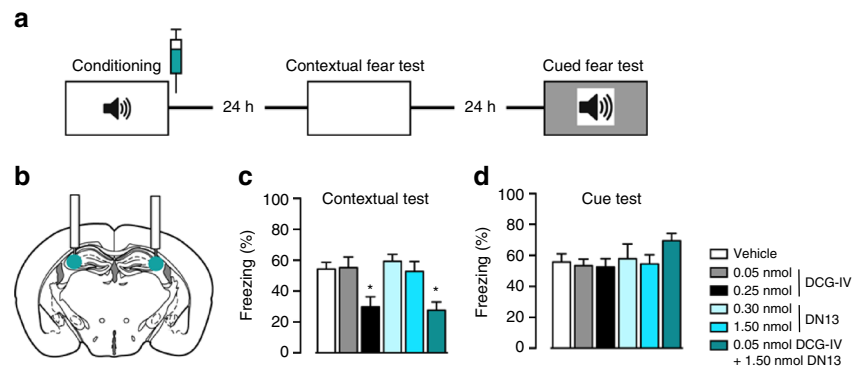 a
Conditioning
Contextual fear test
Cued fear test
24 h
24 h
b
c
Contextual test
Freezing (%)
100
80
60
40
20
0
*
*
d
Cue test
Freezing (%)
100
80
60
40
20
0
Vehicle
0.05 nmol
0.25 nmol
DCG-IV
0.30 nmol
1.50 nmol
DN13
0.05 nmol DCG-IV
+ 1.50 nmol DN13